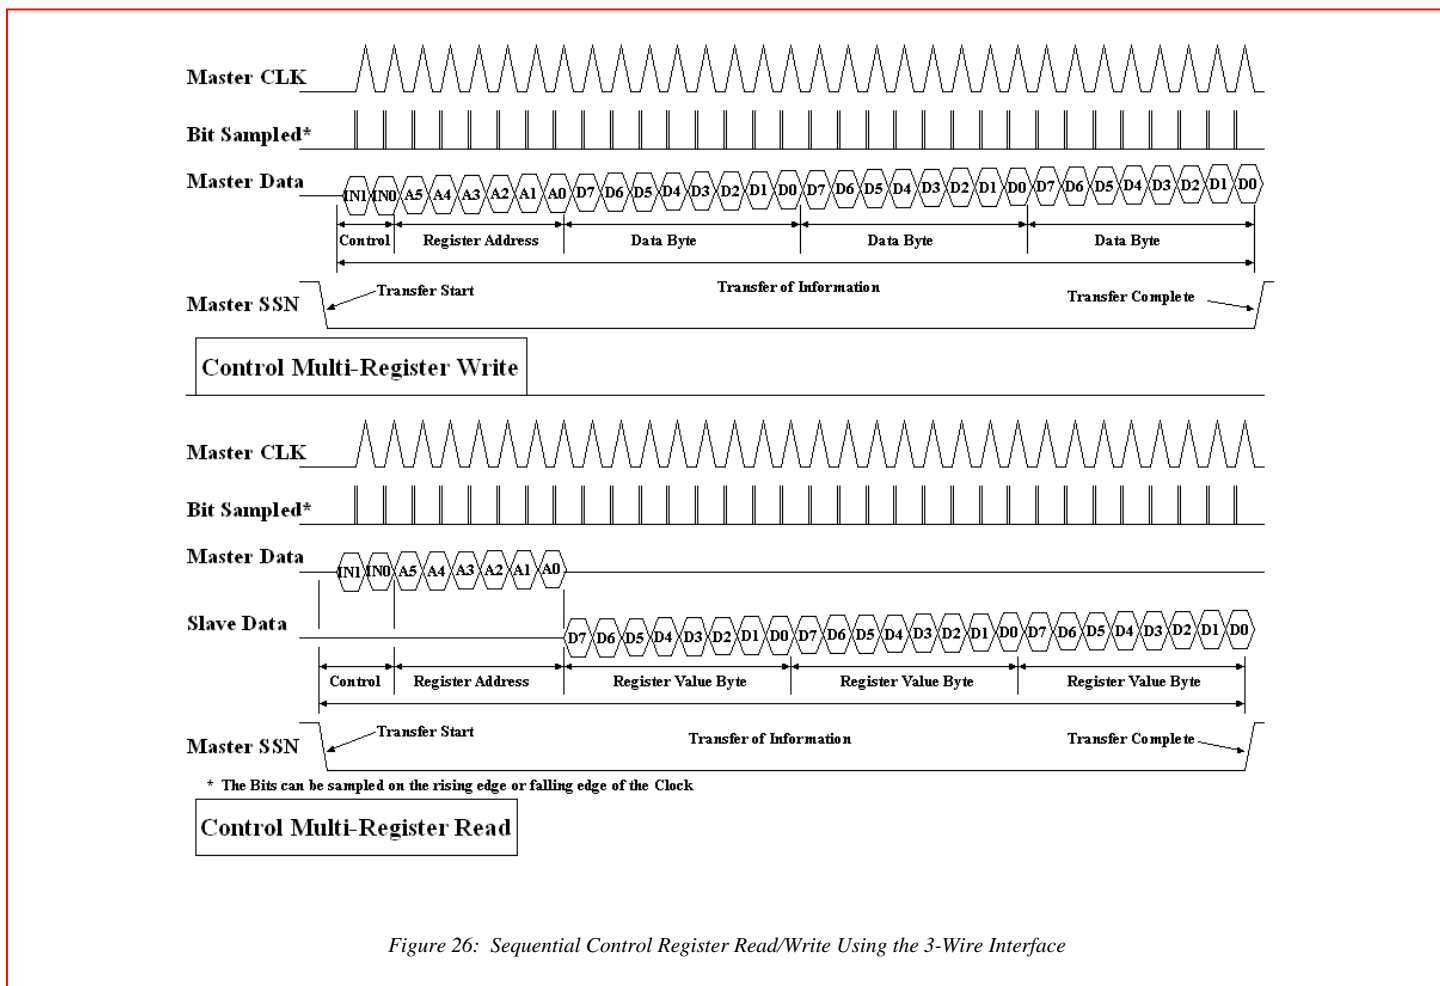 Master CLK
Bit Sampled*
Master Data
IN1 IN0 A5 A4 A3 A2 A1 A0 D7 D6 D5 D4 D3 D2 D1 D0 D7 D6 D5 D4 D3 D2 D1 D0 D7 D6 D5 D4 D3 D2 D1 D0
Control Register Address Data Byte Data Byte Data Byte
Transfer of Information
Transfer Start
Transfer Complete
Master SSN
Control Multi-Register Write
Master CLK
Bit Sampled*
Master Data
IN1 IN0 A5 A4 A3 A2 A1 A0
Slave Data
D7 D6 D5 D4 D3 D2 D1 D0 D7 D6 D5 D4 D3 D2 D1 D0 D7 D6 D5 D4 D3 D2 D1 D0
Control Register Address Register Value Byte Register Value Byte Register Value Byte
Transfer Start
Transfer of Information
Transfer Complete
Master SSN
* The Bits can be sampled on the rising edge or falling edge of the Clock
Control Multi-Register Read
Figure 26: Sequential Control Register Read/Write Using the 3-Wire Interface